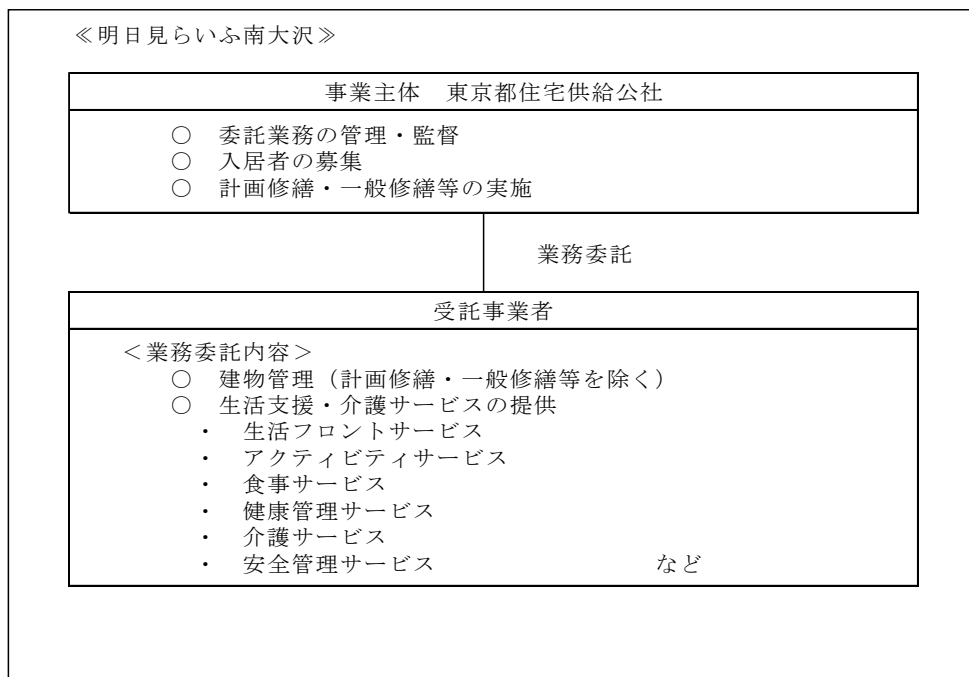 ≪明日見らいふ南大沢≫
事業主体　東京都住宅供給公社
○　委託業務の管理・監督
○　入居者の募集
○　計画修繕・一般修繕等の実施
業務委託
受託事業者
＜業務委託内容＞
○　建物管理（計画修繕・一般修繕等を除く）
○　生活支援・介護サービスの提供
・　生活フロントサービス
・　アクティビティサービス
・　食事サービス
・　健康管理サービス
・　介護サービス
・　安全管理サービス　　　　　　　　など